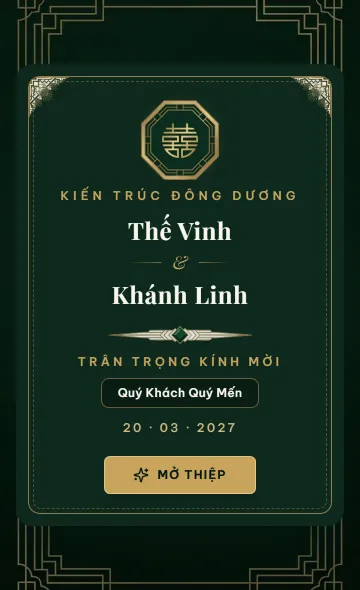 囍
KIẾN TRÚC ĐÔNG DƯƠNG
Thế Vinh
&
Khánh Linh
TRÂN TRỌNG KÍNH MỜI
Quý Khách Quý Mến
20 · 03 · 2027
MỞ THIỆP